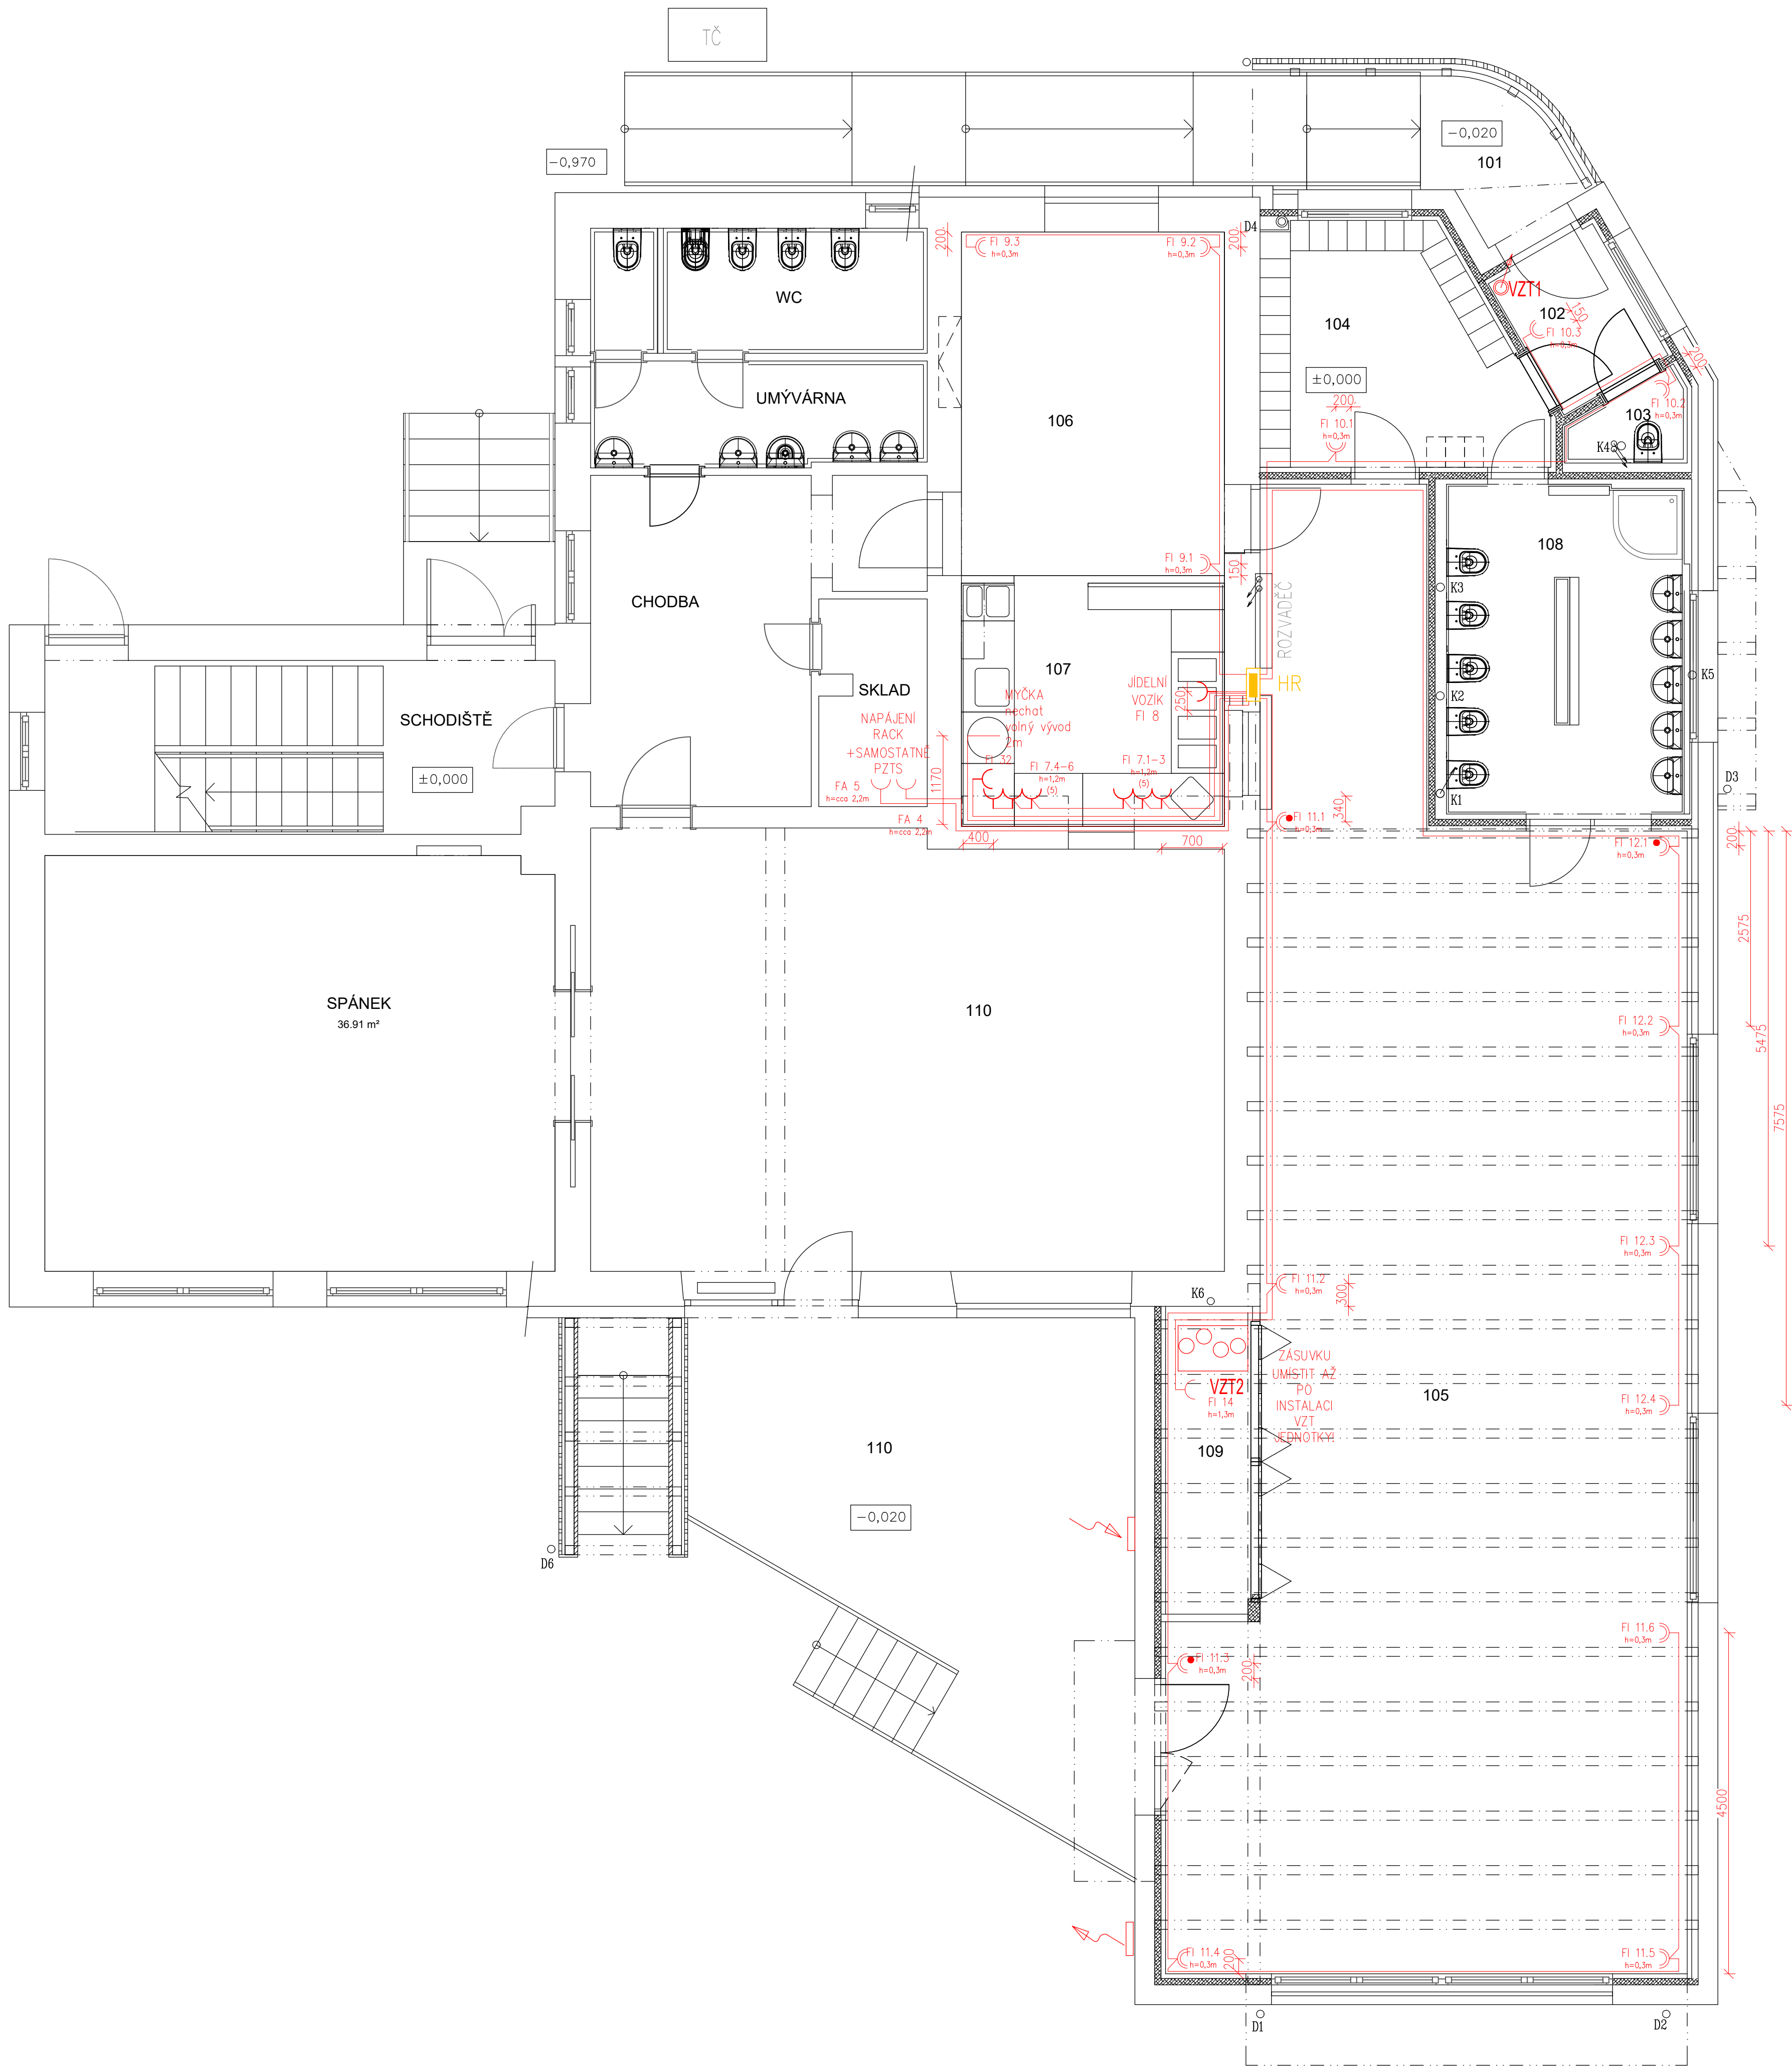 TČ
-0,020
101
-0,970
D4
200
FI 9.3
h=0,3m
FI 9.2
h=0,3m
200
VZT1
WC
102
150
FI 10.3
h=0,3m
104
200
±0,000
UMÝVÁRNA
200
FI 10.1
h=0,3m
FI 10.2
h=0,3m
103
106
K4
108
FI 9.1
h=0,3m
150
K3
CHODBA
ROZVADĚČ
107
K5
HR
SKLAD
JÍDELNÍ
VOZÍK
FI 8
250
MYČKA
nechat
volný vývod
2m
K2
SCHODIŠTĚ
NAPÁJENÍ
RACK
+SAMOSTATNĚ
PZTS
FI 32
FI 7.4-6
h=1,2m
(5)
FI 7.1-3
h=1,2m
(5)
±0,000
1170
FA 5
h=cca 2,2m
D3
K1
FA 4
h=cca 2,2m
FI 11.1
h=0,3m
340
400
700
FI 12.1
h=0,3m
200
2575
SPÁNEK
36.91 m²
110
FI 12.2
h=0,3m
5475
7575
FI 12.3
h=0,3m
FI 11.2
h=0,3m
300
K6
ZÁSUVKU
UMÍSTIT AŽ
PO
INSTALACI
VZT
JEDNOTKY!
VZT2
FI 14
h=1,3m
105
FI 12.4
h=0,3m
110
109
-0,020
D6
FI 11.6
h=0,3m
FI 11.3
h=0,3m
200
4500
FI 11.4
h=0,3m
200
FI 11.5
h=0,3m
D1
D2